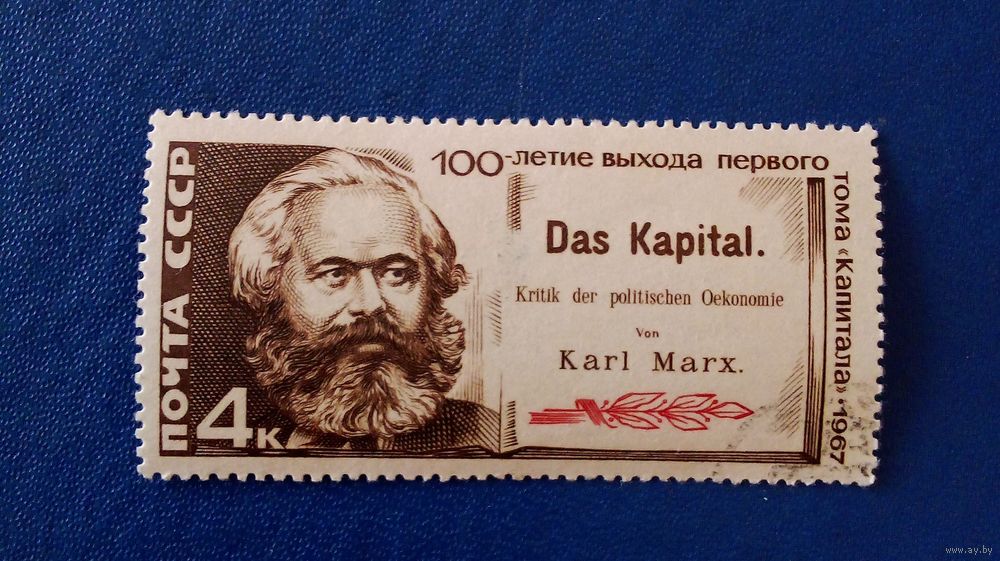 ПОЧТА СССР
4к
100-летие выхода первого
тома «Капитала» 1967
Das Kapital.
Kritik der politischen Oekonomie
Von
Karl Marx.
www.ay.by